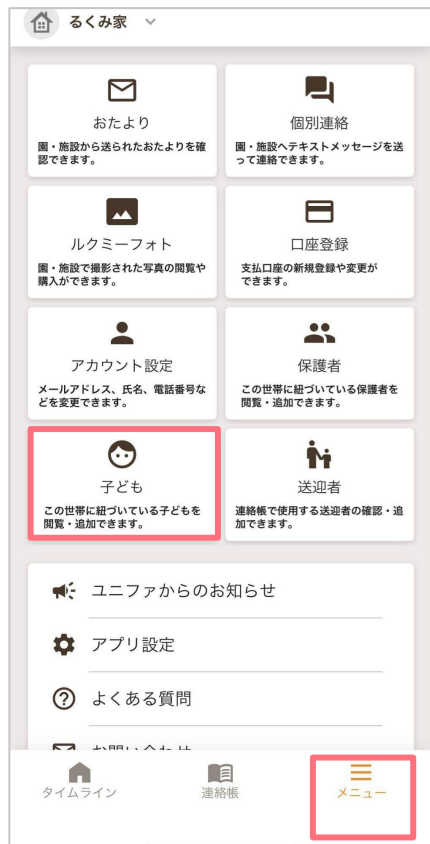 るくみ家
おたより
園・施設から送られたおたよりを確
認できます。
個別連絡
園・施設へテキストメッセージを送
って連絡できます。
ルクミーフォト
園・施設で撮影された写真の閲覧や
購入ができます。
口座登録
支払口座の新規登録や変更が
できます。
アカウント設定
メールアドレス、氏名、電話番号な
どを変更できます。
保護者
この世帯に紐づいている保護者を
閲覧・追加できます。
子ども
この世帯に紐づいている子どもを
閲覧・追加できます。
送迎者
連絡帳で使用する送迎者の確認・追
加できます。
ユニファからのお知らせ
アプリ設定
よくある質問
お問い合わせ
タイムライン
連絡帳
メニュー